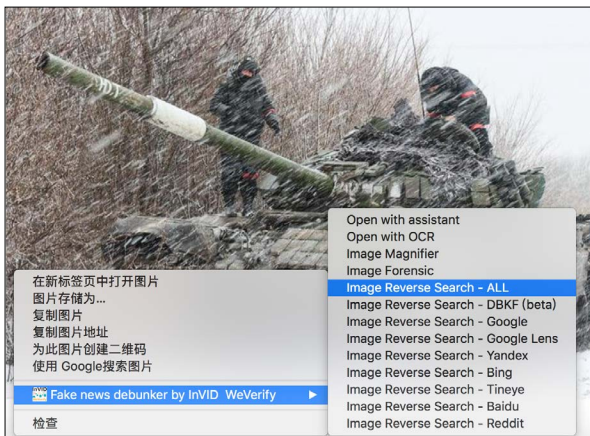 在新标签页中打开图片
图片存储为...
复制图片
复制图片地址
为此图片创建二维码
使用 Google搜索图片
Fake news debunker by InVID WeVerify
检查
Open with assistant
Open with OCR
Image Magnifier
Image Forensic
Image Reverse Search - ALL
Image Reverse Search - DBKF (beta)
Image Reverse Search - Google
Image Reverse Search - Google Lens
Image Reverse Search - Yandex
Image Reverse Search - Bing
Image Reverse Search - Tineye
Image Reverse Search - Baidu
Image Reverse Search - Reddit